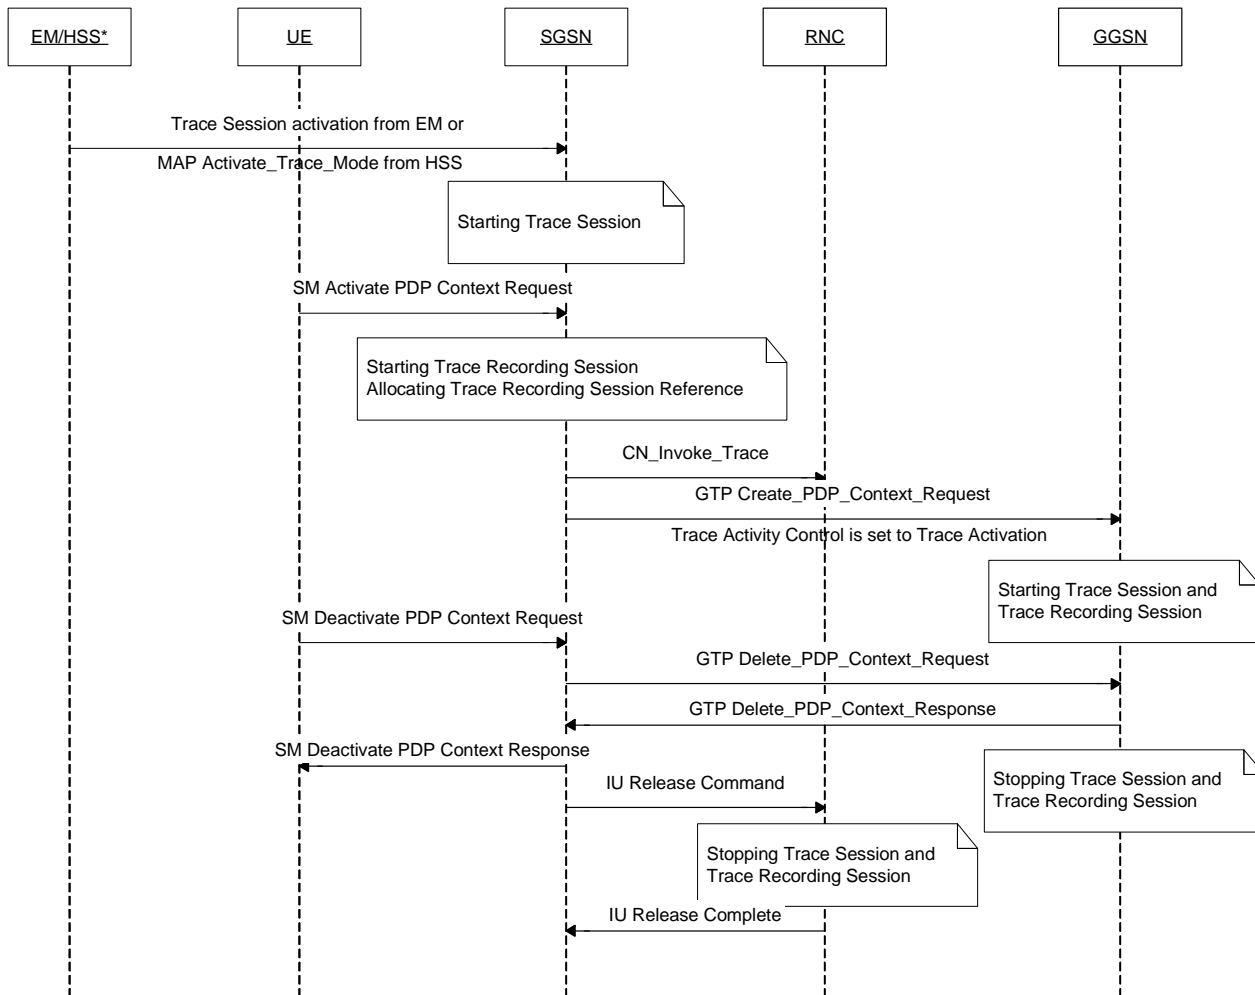 EM/HSS*
UE
SGSN
RNC
GGSN
Trace Session activation from EM or
MAP Activate_Trace_Mode from HSS
Starting Trace Session
SM Activate PDP Context Request
Starting Trace Recording Session
Allocating Trace Recording Session Reference
CN_Invoke_Trace
GTP Create_PDP_Context_Request
Trace Activity Control is set to Trace Activation
Starting Trace Session and
Trace Recording Session
SM Deactivate PDP Context Request
GTP Delete_PDP_Context_Request
GTP Delete_PDP_Context_Response
SM Deactivate PDP Context Response
Stopping Trace Session and
Trace Recording Session
IU Release Command
Stopping Trace Session and
Trace Recording Session
IU Release Complete